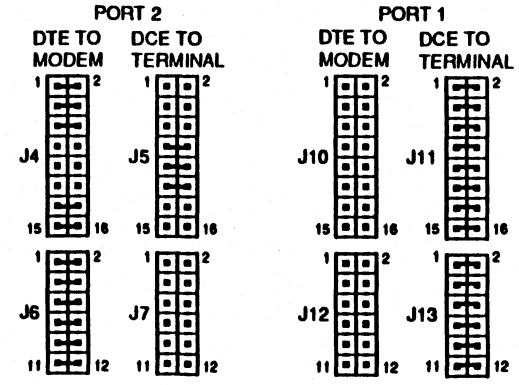 PORT 2 PORT 1
DTE TO MODEM DCE TO TERMINAL DTE TO MODEM DCE TO TERMINAL
1 2 1 2 1 2 1 2
J4 J5 J10 J11
15 16 15 16 15 16 15 16
1 2 1 2 1 2 1 2
J6 J7 J12 J13
11 12 11 12 11 12 11 12